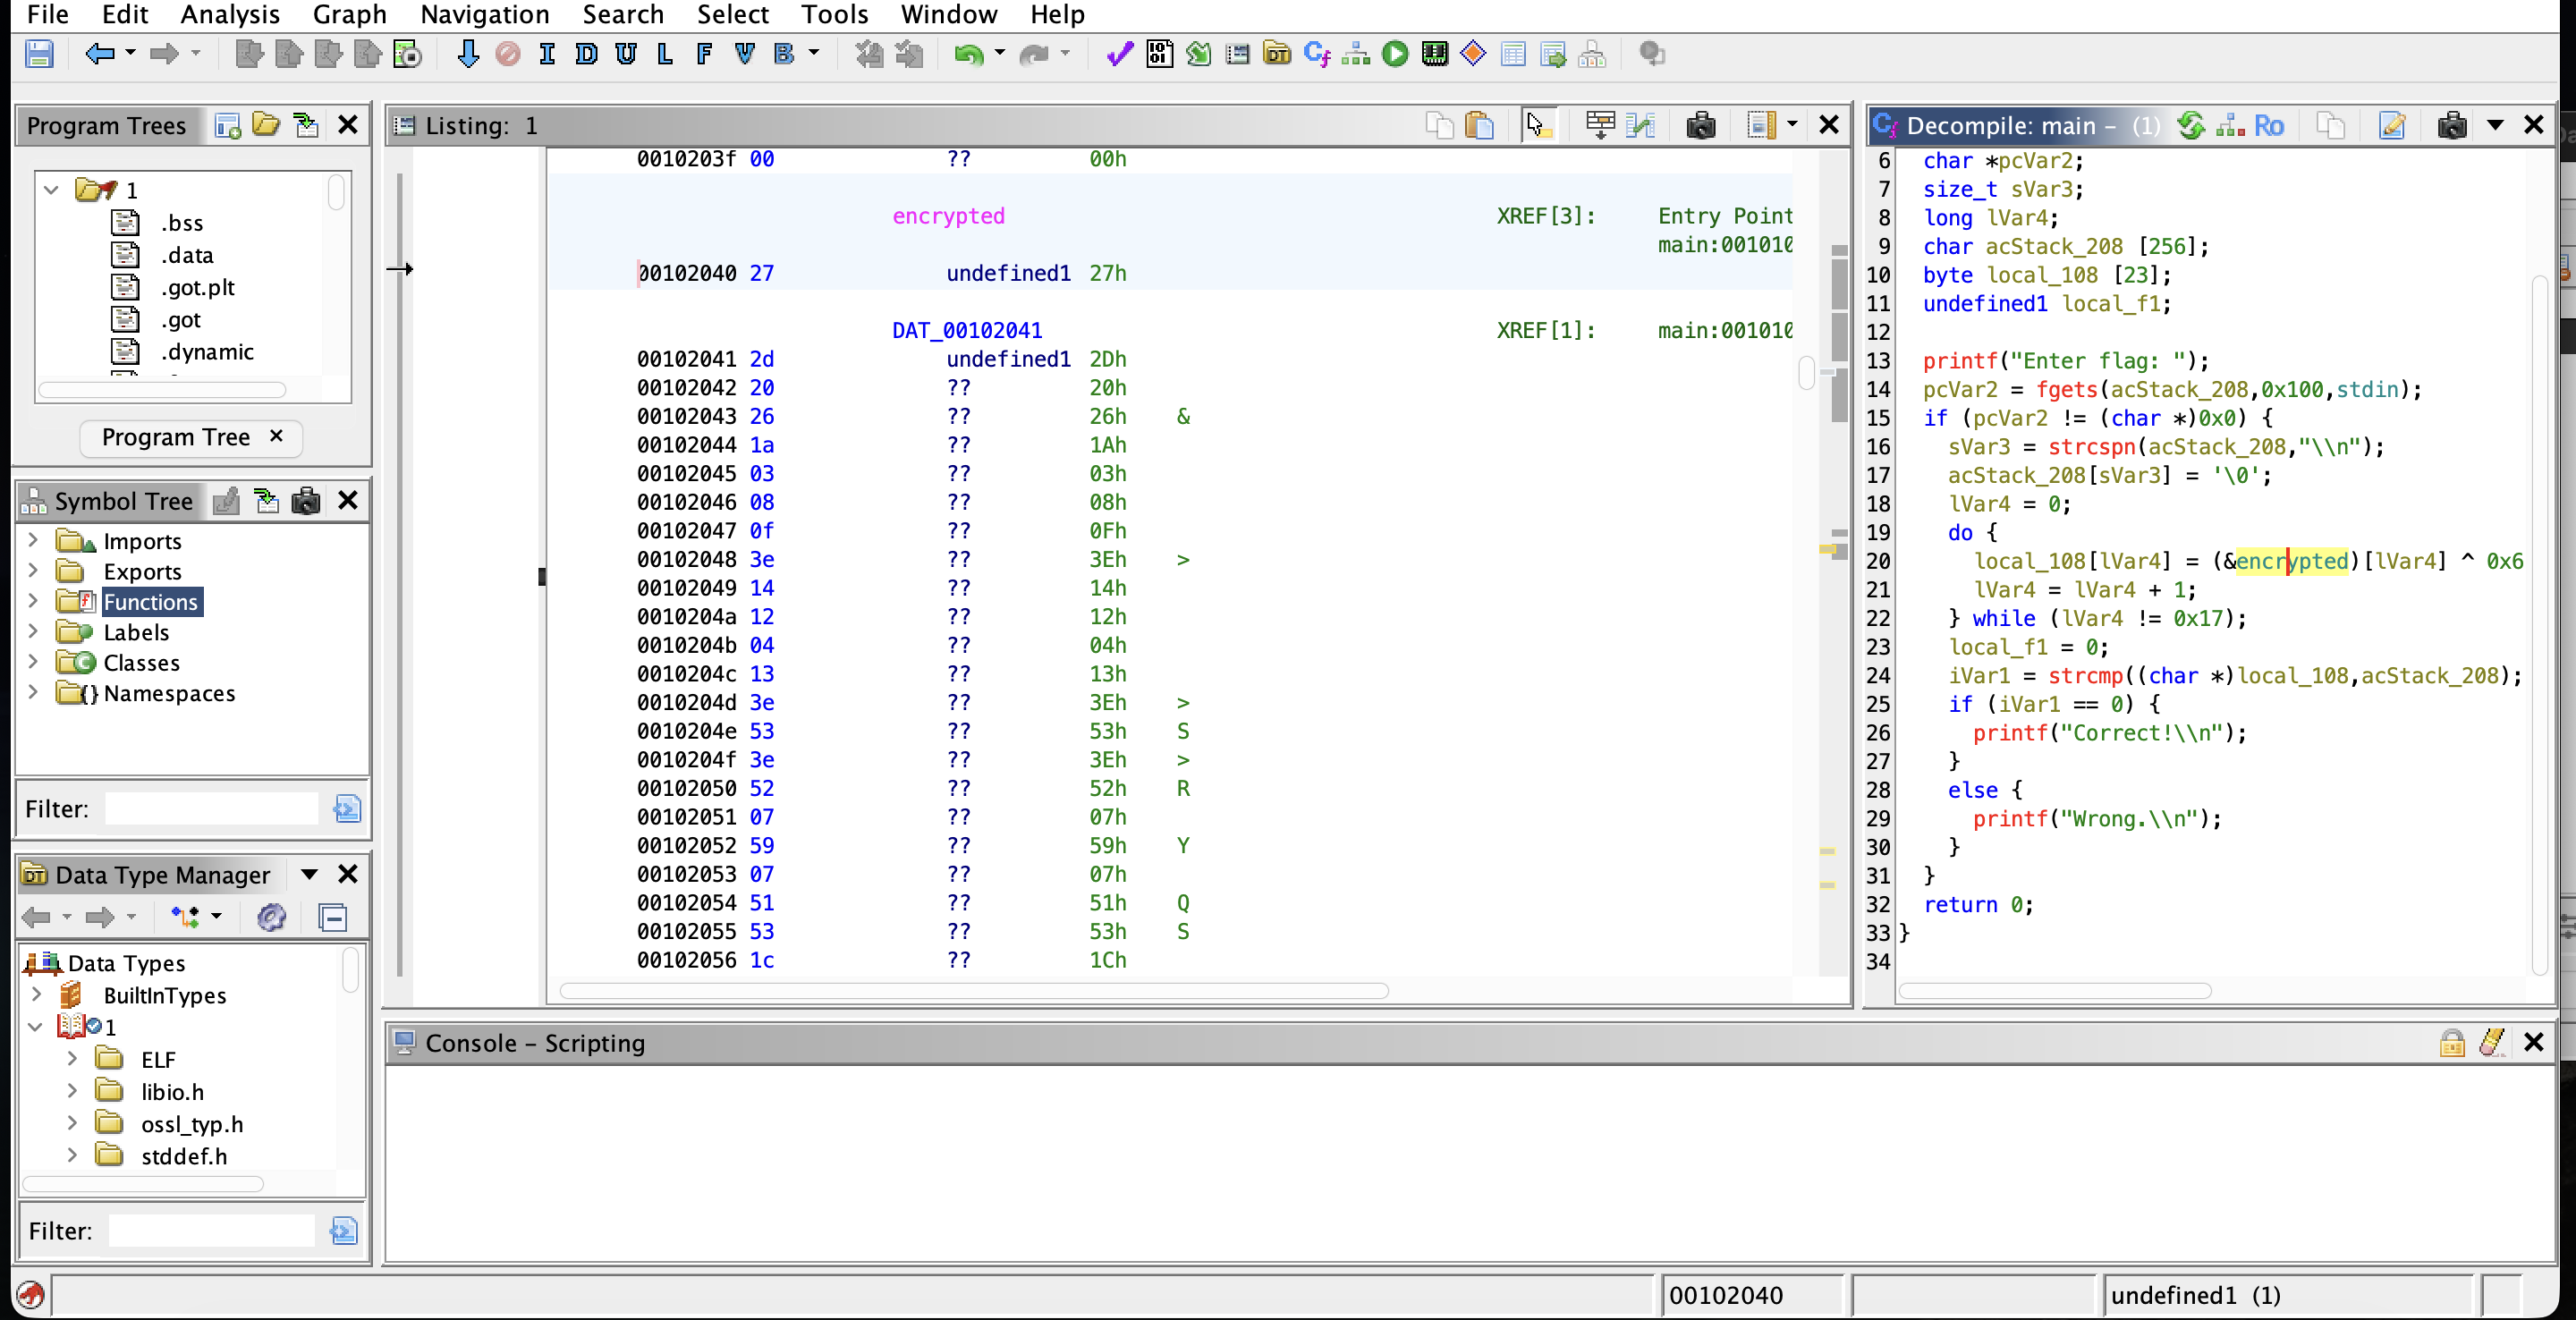 File Edit Analysis Graph Navigation Search Select Tools Window Help
I D U L F V B
Program Trees
1
.bss
.data
.got.plt
.got
.dynamic
Program Tree ×
Symbol Tree
Imports
Exports
Functions
Labels
Classes
Namespaces
Filter:
Data Type Manager
Data Types
BuiltInTypes
1
ELF
libio.h
ossl_typ.h
stddef.h
Filter:
Listing: 1
0010203f 00 ?? 00h
encrypted XREF[3]: Entry Point
main:001010
00102040 27 undefined1 27h
DAT_00102041 XREF[1]: main:001010
00102041 2d undefined1 2Dh
00102042 20 ?? 20h
00102043 26 ?? 26h &
00102044 1a ?? 1Ah
00102045 03 ?? 03h
00102046 08 ?? 08h
00102047 0f ?? 0Fh
00102048 3e ?? 3Eh >
00102049 14 ?? 14h
0010204a 12 ?? 12h
0010204b 04 ?? 04h
0010204c 13 ?? 13h
0010204d 3e ?? 3Eh >
0010204e 53 ?? 53h S
0010204f 3e ?? 3Eh >
00102050 52 ?? 52h R
00102051 07 ?? 07h
00102052 59 ?? 59h Y
00102053 07 ?? 07h
00102054 51 ?? 51h Q
00102055 53 ?? 53h S
00102056 1c ?? 1Ch
Decompile: main – (1) Ro
6 char *pcVar2;
7 size_t sVar3;
8 long lVar4;
9 char acStack_208 [256];
10 byte local_108 [23];
11 undefined1 local_f1;
12
13 printf("Enter flag: ");
14 pcVar2 = fgets(acStack_208,0x100,stdin);
15 if (pcVar2 != (char *)0x0) {
16 sVar3 = strcspn(acStack_208,"\\n");
17 acStack_208[sVar3] = '\0';
18 lVar4 = 0;
19 do {
20 local_108[lVar4] = (&encrypted)[lVar4] ^ 0x6
21 lVar4 = lVar4 + 1;
22 } while (lVar4 != 0x17);
23 local_f1 = 0;
24 iVar1 = strcmp((char *)local_108,acStack_208);
25 if (iVar1 == 0) {
26 printf("Correct!\\n");
27 }
28 else {
29 printf("Wrong.\\n");
30 }
31 }
32 return 0;
33 }
34
Console – Scripting
00102040
undefined1 (1)